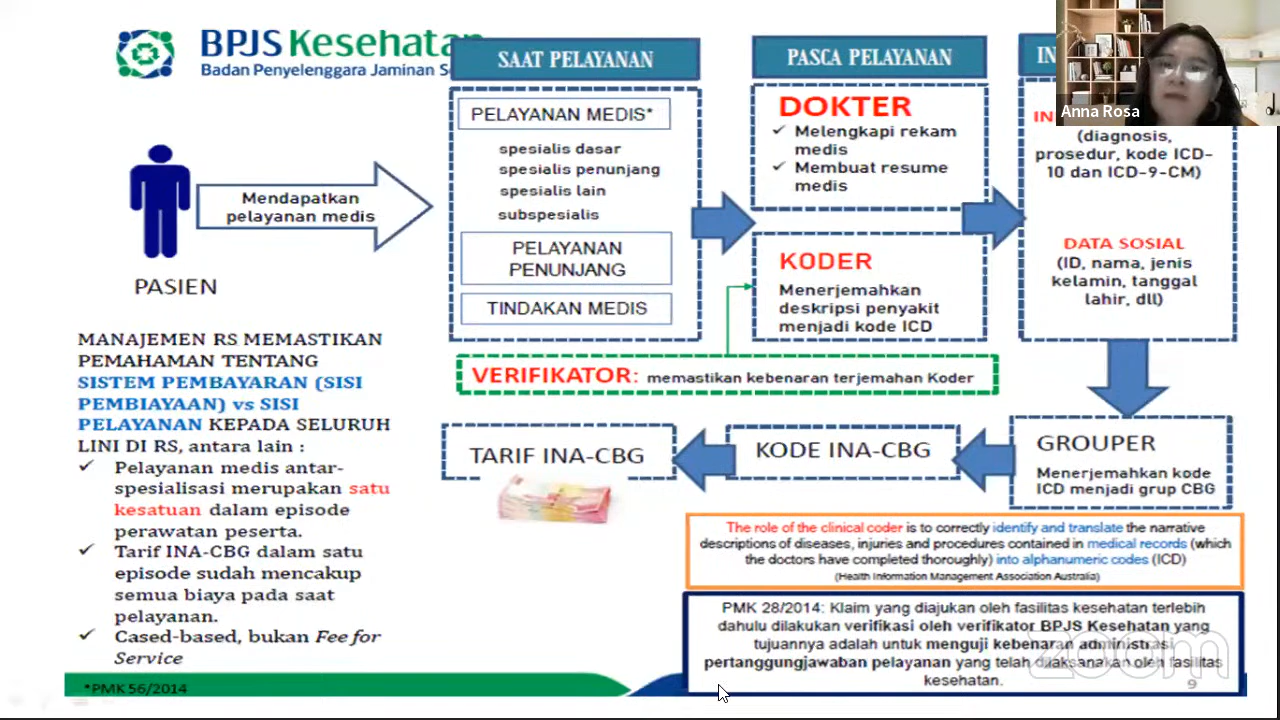 BPJS Kesehatan
Badan Penyelenggara Jaminan
PASIEN
Mendapatkan
pelayanan medis
MANAJEMEN RS MEMASTIKAN
PEMAHAMAN TENTANG
SISTEM PEMBAYARAN (SISI
PEMBIAYAAN) vs SISI
PELAYANAN KEPADA SELURUH
LINI DI RS, antara lain :
✓ Pelayanan medis antar-
spesialisasi merupakan satu
kesatuan dalam episode
perawatan peserta.
✓ Tarif INA-CBG dalam satu
episode sudah mencakup
semua biaya pada saat
pelayanan.
✓ Cased-based, bukan Fee for
Service
*PMK 56/2014
SAAT PELAYANAN
PELAYANAN MEDIS*
spesialis dasar
spesialis penunjang
spesialis lain
subspesialis
PELAYANAN
PENUNJANG
TINDAKAN MEDIS
PASCA PELAYANAN
DOKTER
✓ Melengkapi rekam
medis
✓ Membuat resume
medis
KODER
Menerjemahkan
deskripsi penyakit
menjadi kode ICD
VERIFIKATOR: memastikan kebenaran terjemahan Koder
Anna Rosa
(diagnosis,
prosedur, kode ICD-
10 dan ICD-9-CM)
DATA SOSIAL
(ID, nama, jenis
kelamin, tanggal
lahir, dll)
GROUPER
Menerjemahkan kode
ICD menjadi grup CBG
KODE INA-CBG
TARIF INA-CBG
The role of the clinical coder is to correctly identify and translate the narrative
descriptions of diseases, injuries and procedures contained in medical records (which
the doctors have completed thoroughly) into alphanumeric codes (ICD)
(Health Information Management Association Australia)
PMK 28/2014: Klaim yang diajukan oleh fasilitas kesehatan terlebih
dahulu dilakukan verifikasi oleh verifikator BPJS Kesehatan yang
tujuannya adalah untuk menguji kebenaran administrasi
pertanggungjawaban pelayanan yang telah dilaksanakan oleh fasilitas
kesehatan.
zoom
9